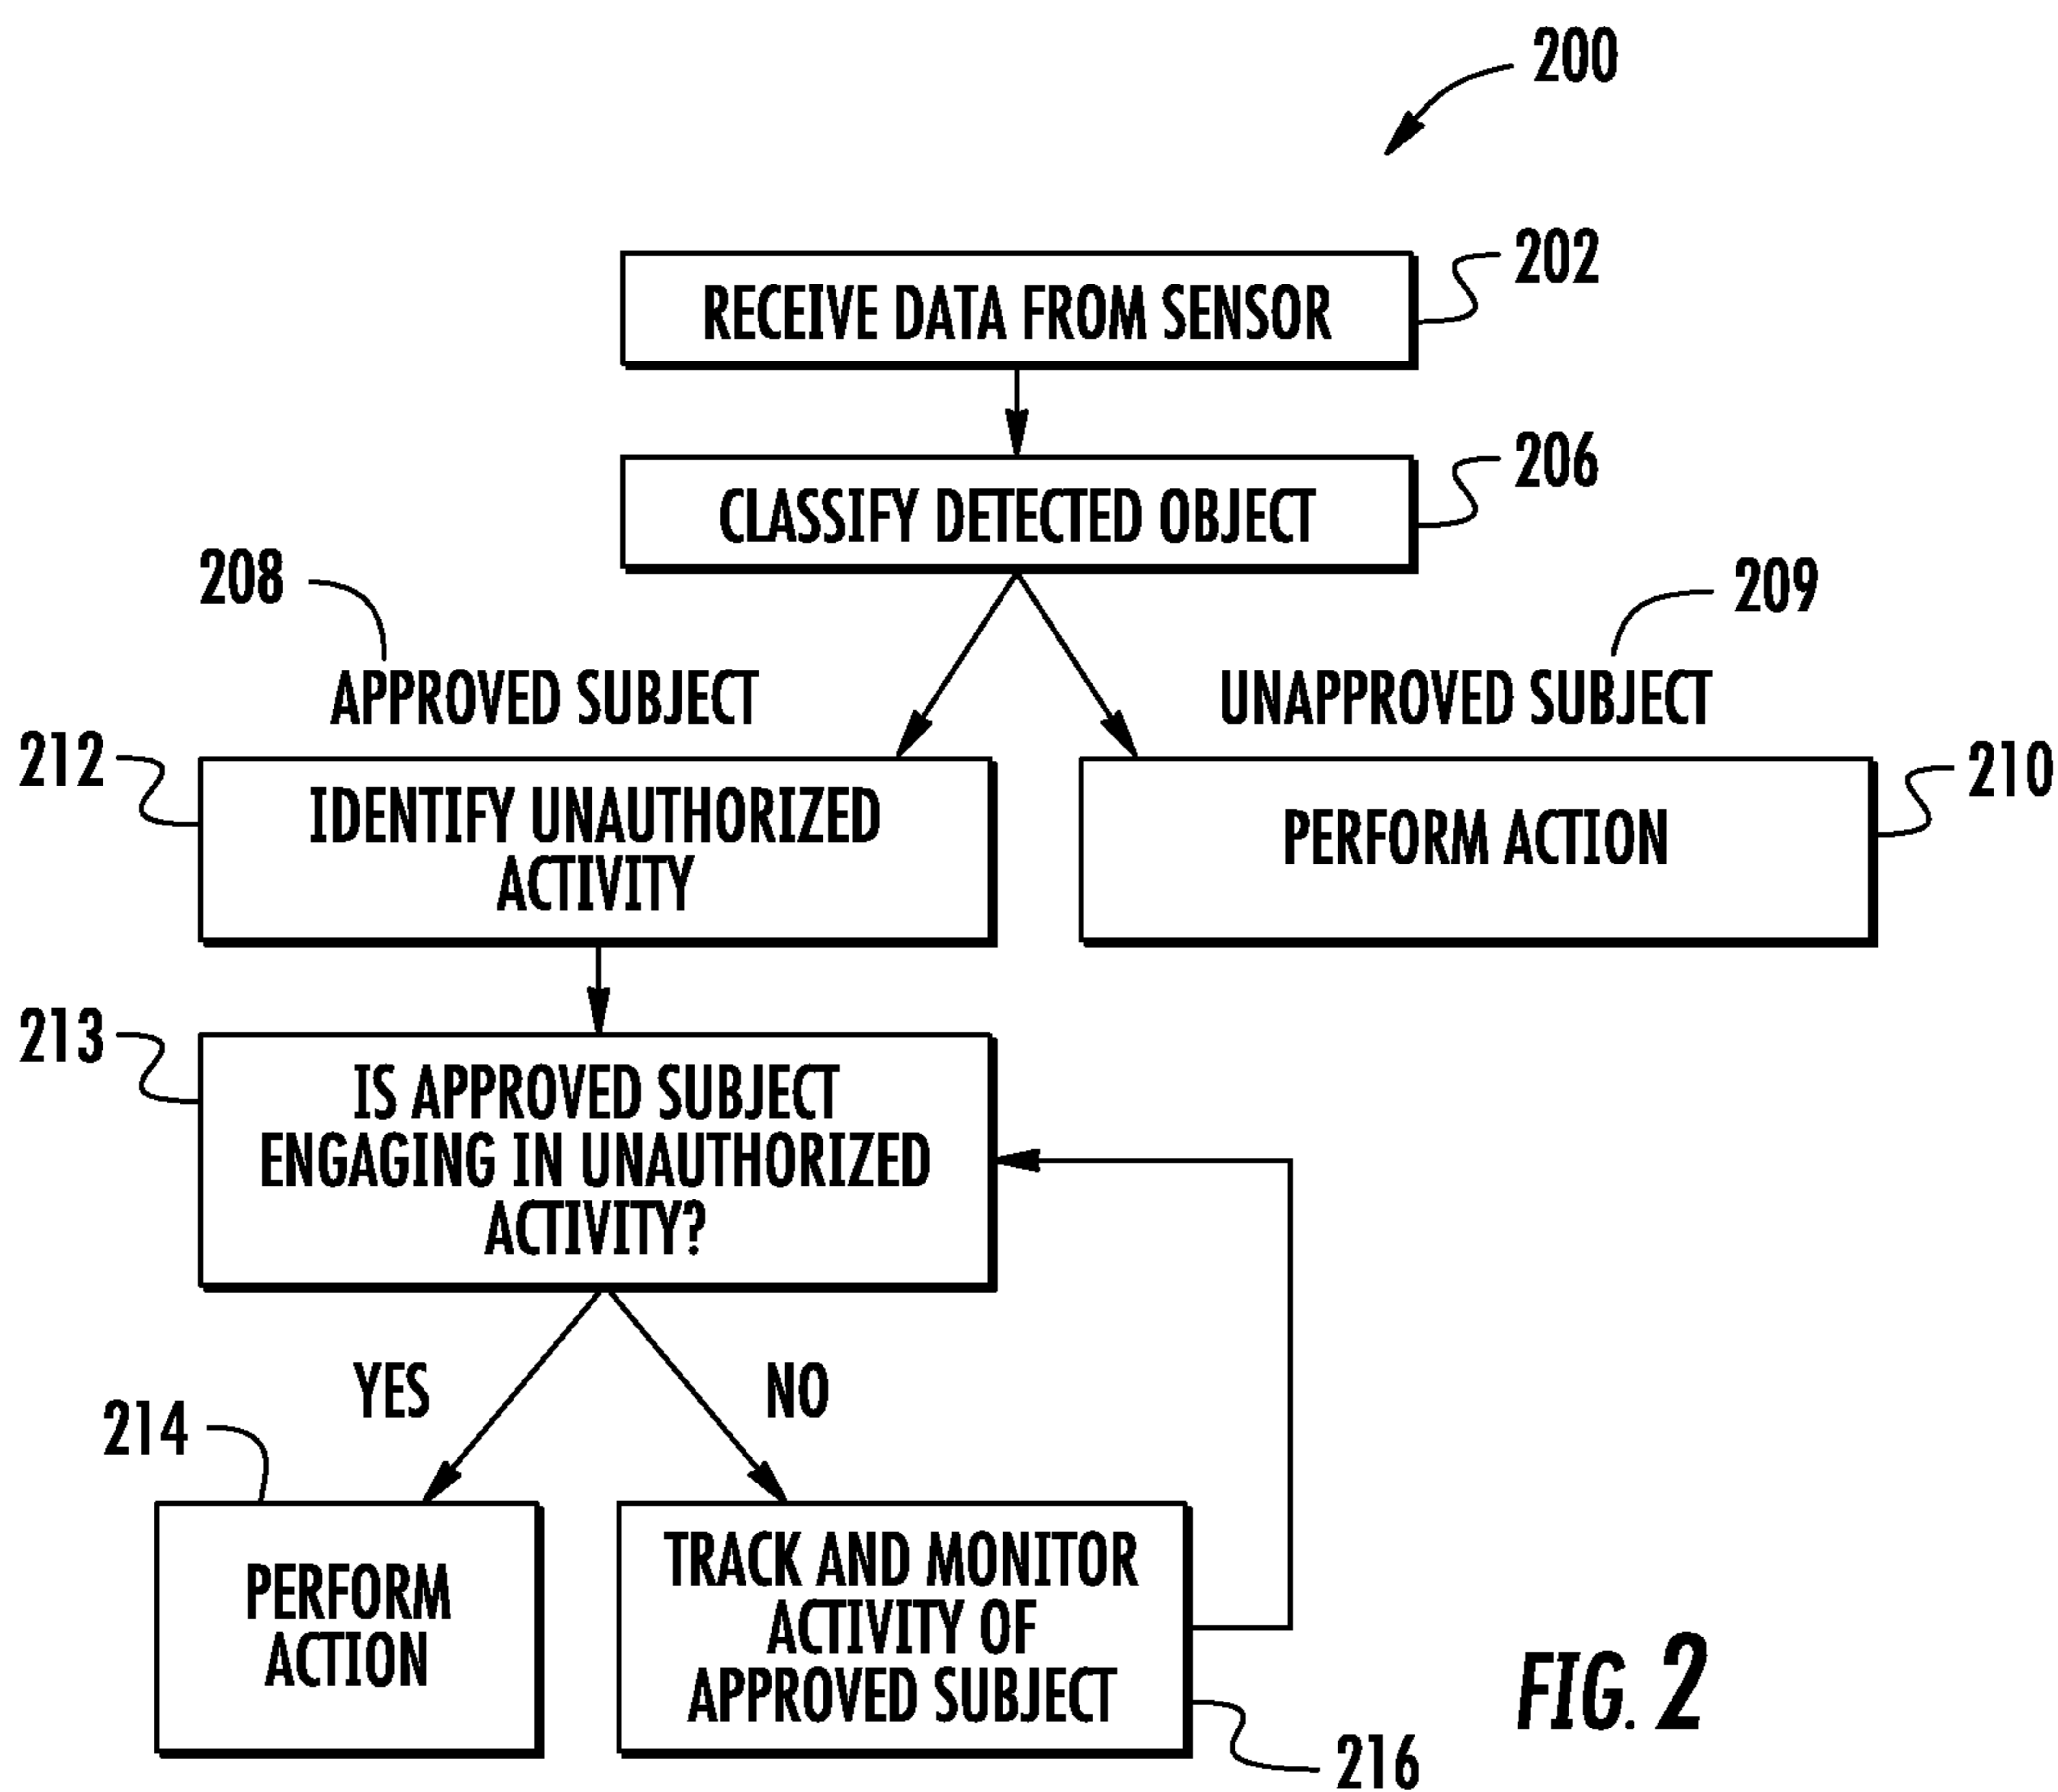 200
RECEIVE DATA FROM SENSOR
202
CLASSIFY DETECTED OBJECT
206
208
209
APPROVED SUBJECT
UNAPPROVED SUBJECT
212
IDENTIFY UNAUTHORIZED
ACTIVITY
PERFORM ACTION
210
213
IS APPROVED SUBJECT
ENGAGING IN UNAUTHORIZED
ACTIVITY?
YES
NO
214
PERFORM
ACTION
TRACK AND MONITOR
ACTIVITY OF
APPROVED SUBJECT
216
FIG. 2